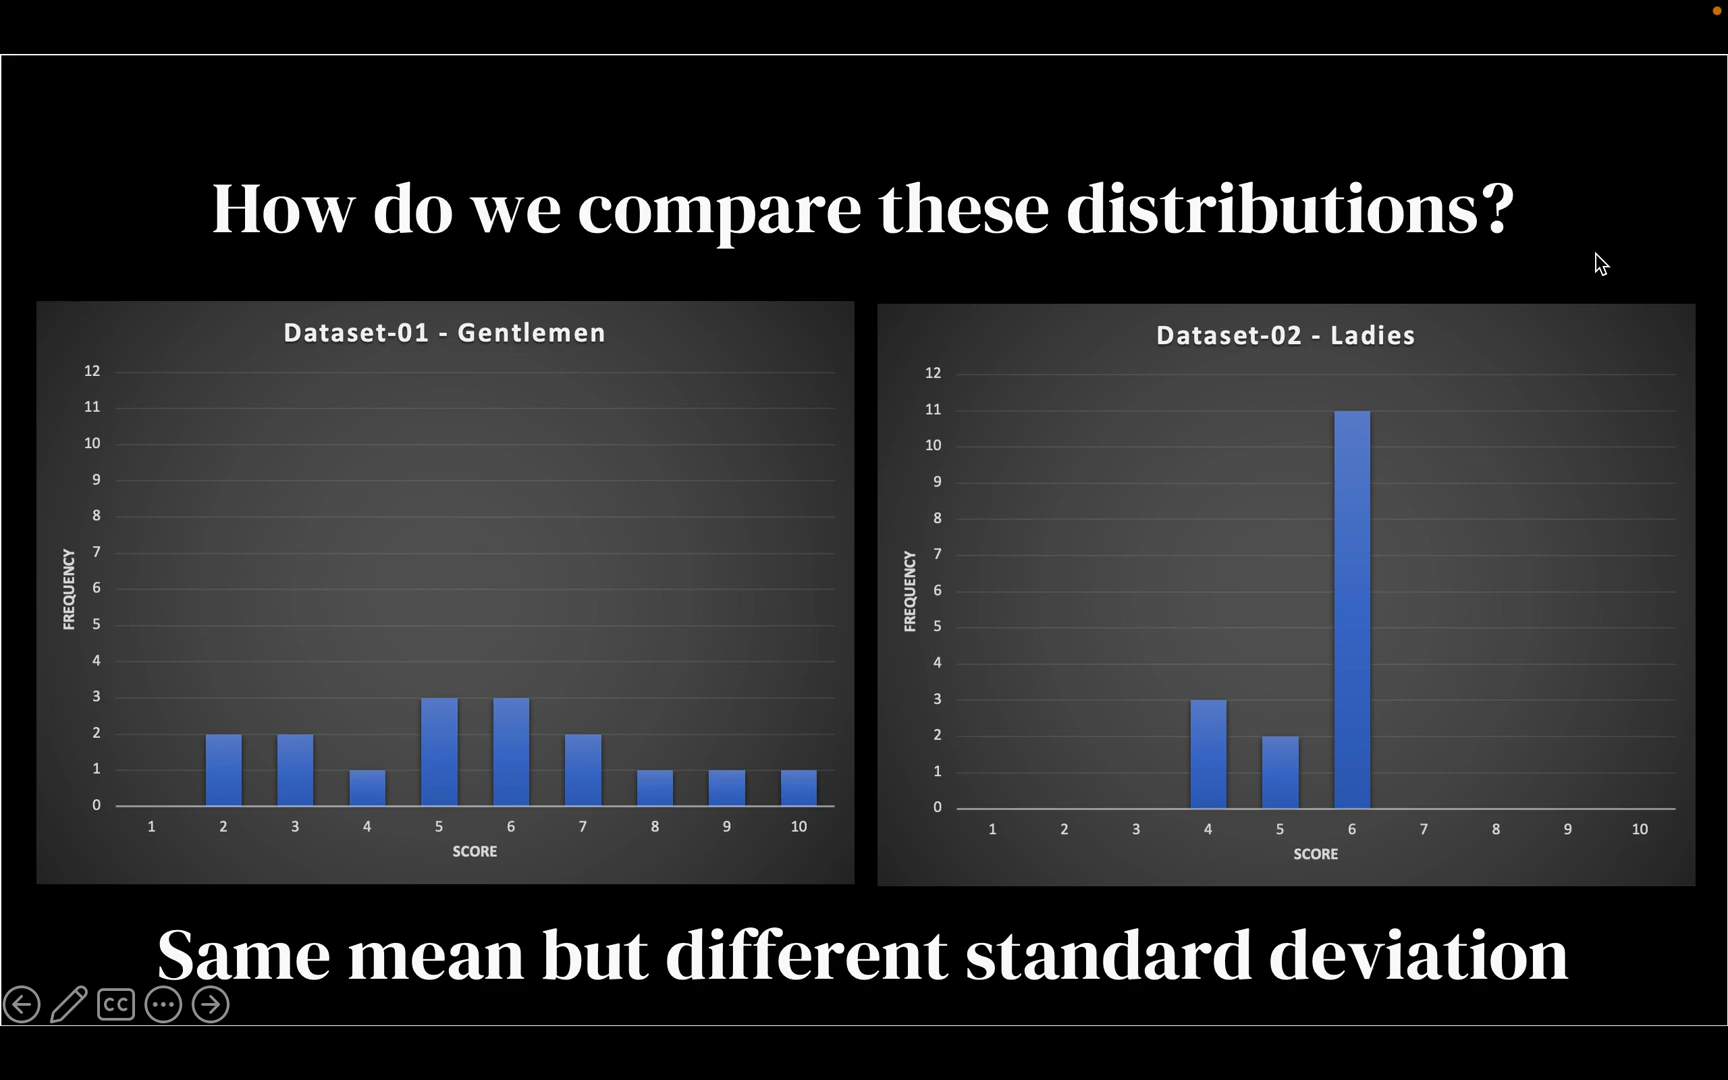 How do we compare these distributions?
Dataset-01 - Gentlemen
12
11
10
9
8
7
6
5
4
3
2
1
0
FREQUENCY
1 2 3 4 5 6 7 8 9 10
SCORE
Dataset-02 - Ladies
12
11
10
9
8
7
6
5
4
3
2
1
0
FREQUENCY
1 2 3 4 5 6 7 8 9 10
SCORE
Same mean but different standard deviation
CC